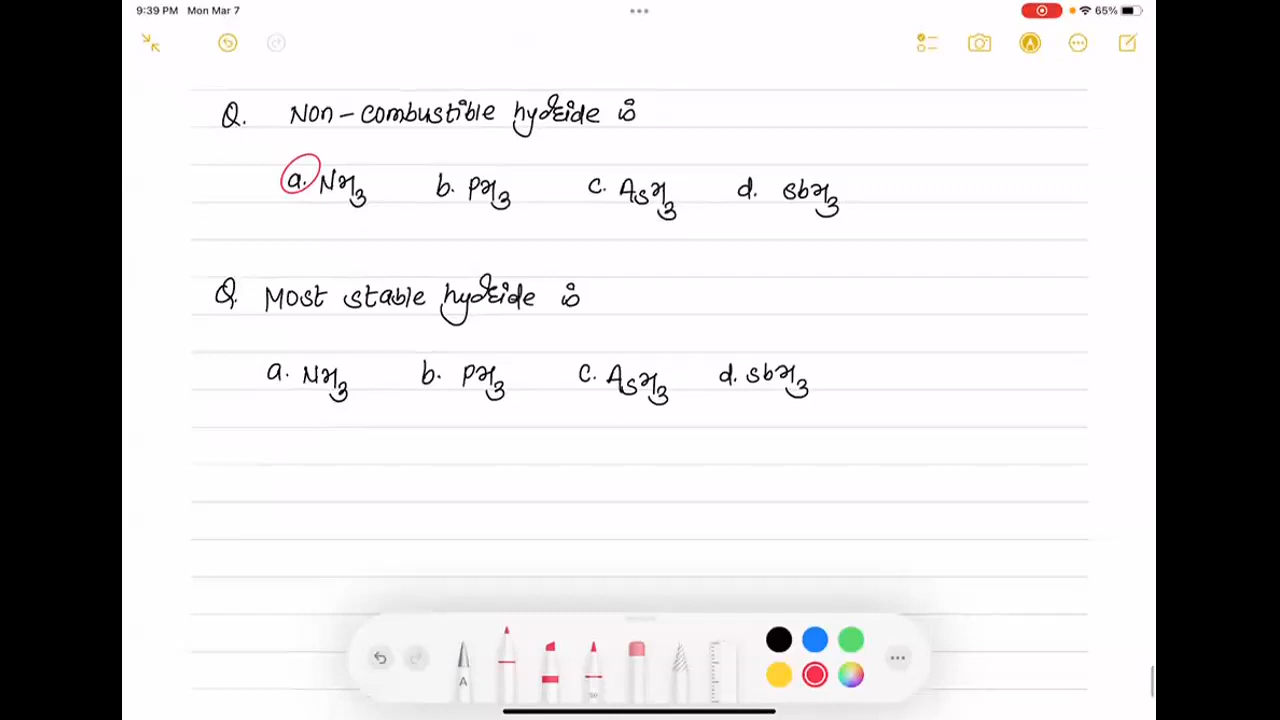 9:39 PM Mon Mar 7
65%
Q. Non-combustible hydride is
a. NH3 b. PH3 c. AsH3 d. SbH3
Q. Most stable hydride is
a. NH3 b. PH3 c. AsH3 d. SbH3
A
50